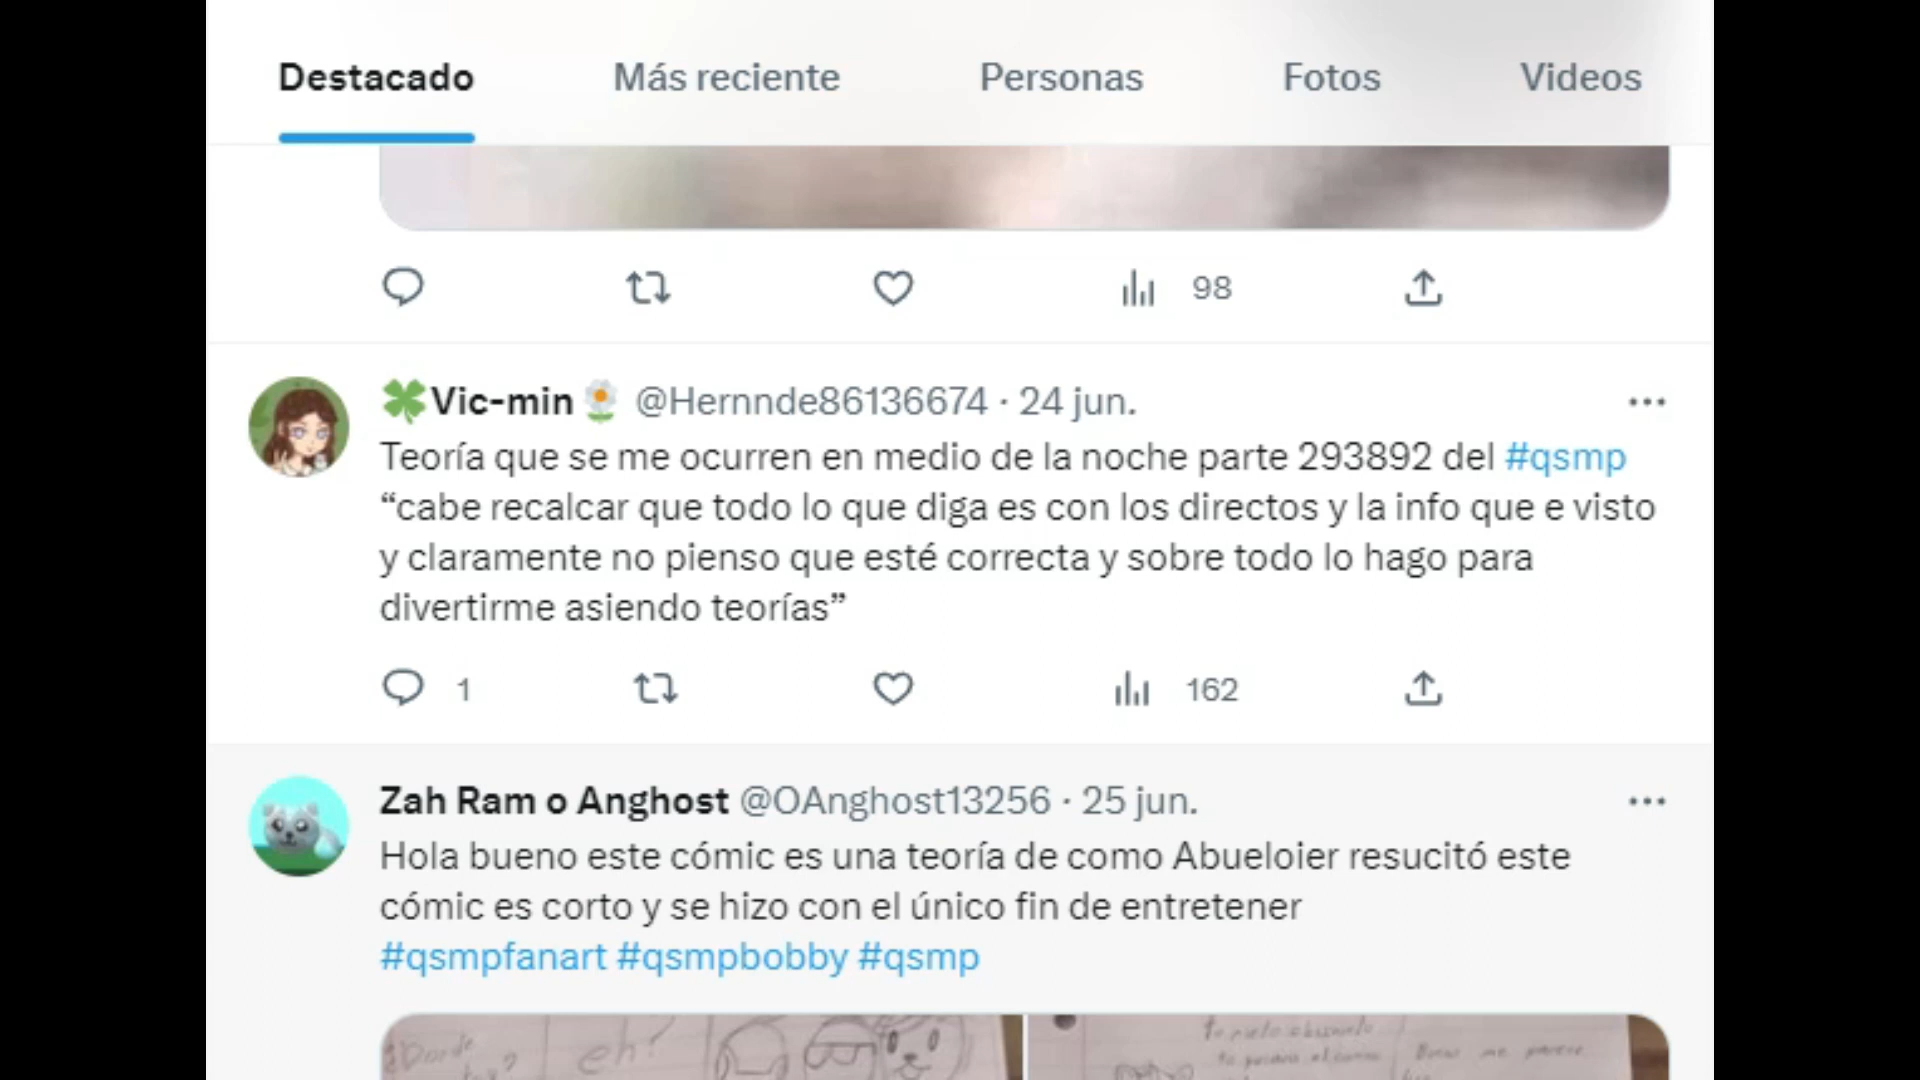 Destacado Más reciente Personas Fotos Videos
98
Vic-min @Hernnde86136674 · 24 jun.
Teoría que se me ocurren en medio de la noche parte 293892 del #qsmp
“cabe recalcar que todo lo que diga es con los directos y la info que e visto
y claramente no pienso que esté correcta y sobre todo lo hago para
divertirme asiendo teorías”
1 162
Zah Ram o Anghost @OAnghost13256 · 25 jun.
Hola bueno este cómic es una teoría de como Abueloier resucitó este
cómic es corto y se hizo con el único fin de entretener
#qsmpfanart #qsmpbobby #qsmp
eh?